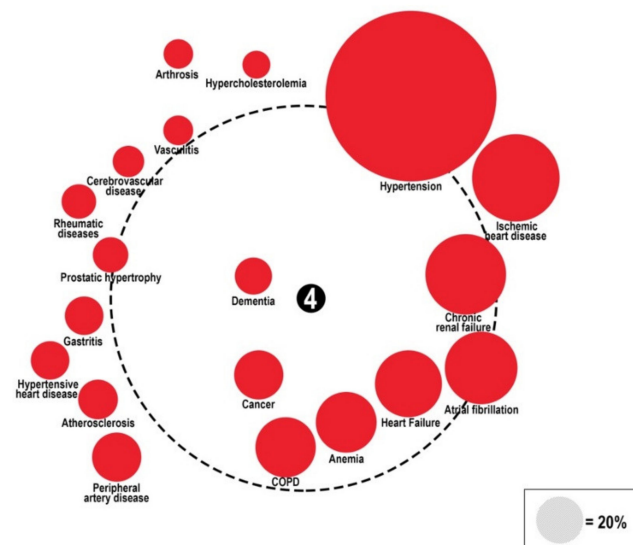 Arthrosis
Hypercholesterolemia
Vasculitis
Hypertension
Cerebrovascular
disease
Ischemic
heart disease
Rheumatic
diseases
Prostatic hypertrophy
Dementia
4
Chronic
renal failure
Gastritis
Hypertensive
heart disease
Cancer
Heart Failure
Atrial fibrillation
Atherosclerosis
Anemia
COPD
Peripheral
artery disease
= 20%